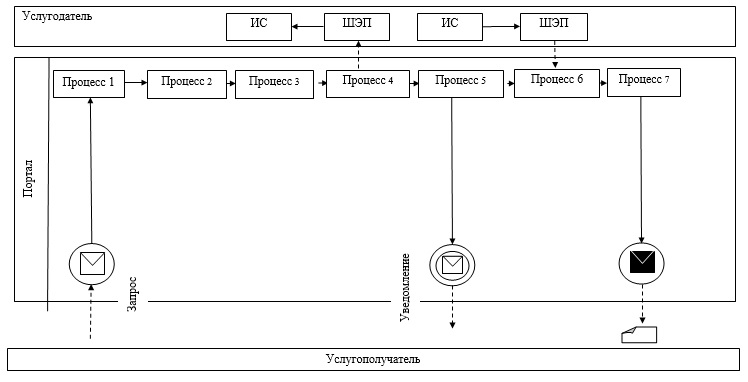 Услугодатель
ИС
ШЭП
ИС
ШЭП
Процесс 1
Процесс 2
Процесс 3
Процесс 4
Процесс 5
Процесс 6
Процесс 7
Портал
Запрос
Уведомление
Услугополучатель